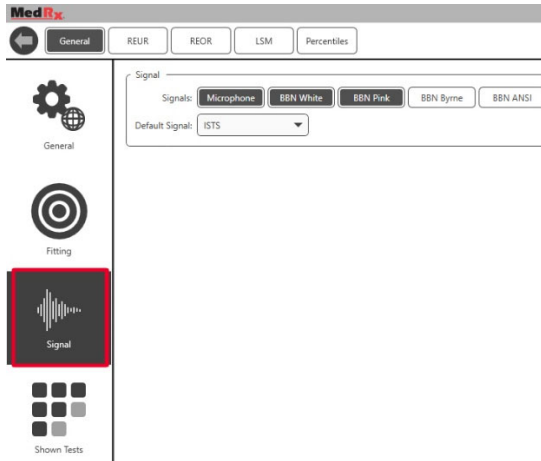 MedRx
General REUR REOR LSM Percentiles
Signal
Signals: Microphone BBN White BBN Pink BBN Byrne BBN ANSI
Default Signal: ISTS
General
Fitting
Signal
Shown Tests